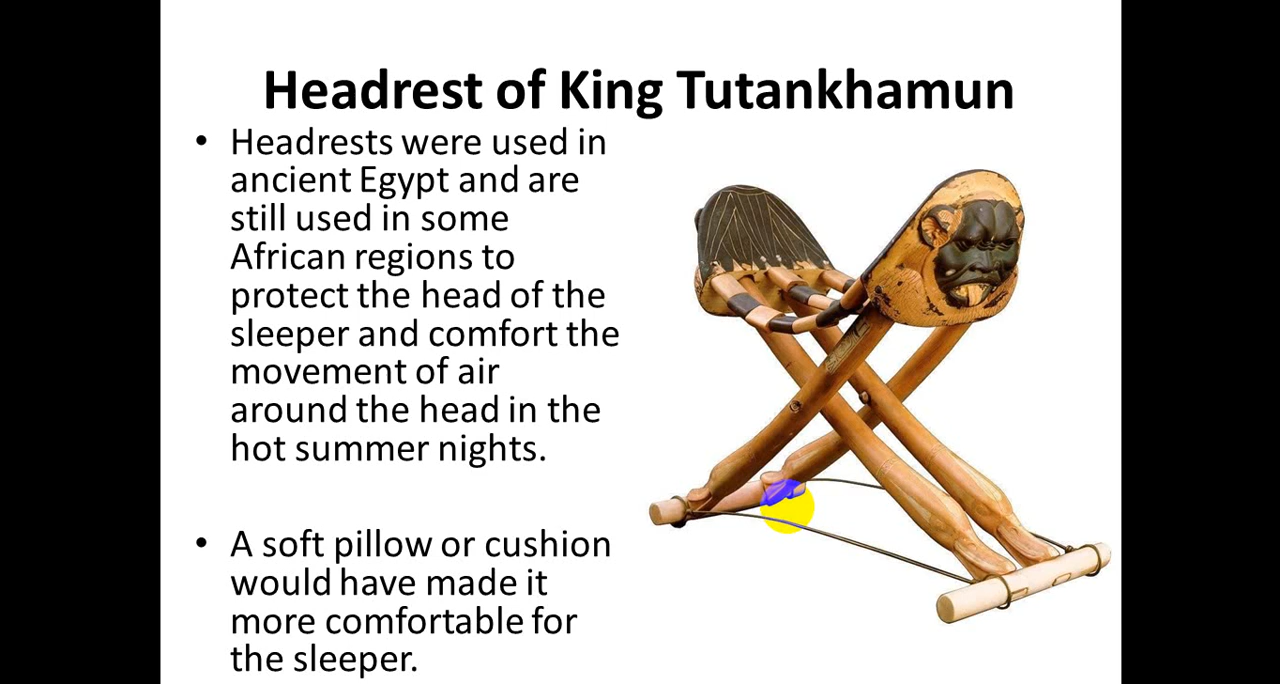 Headrest of King Tutankhamun
• Headrests were used in
ancient Egypt and are
still used in some
African regions to
protect the head of the
sleeper and comfort the
movement of air
around the head in the
hot summer nights.
• A soft pillow or cushion
would have made it
more comfortable for
the sleeper.